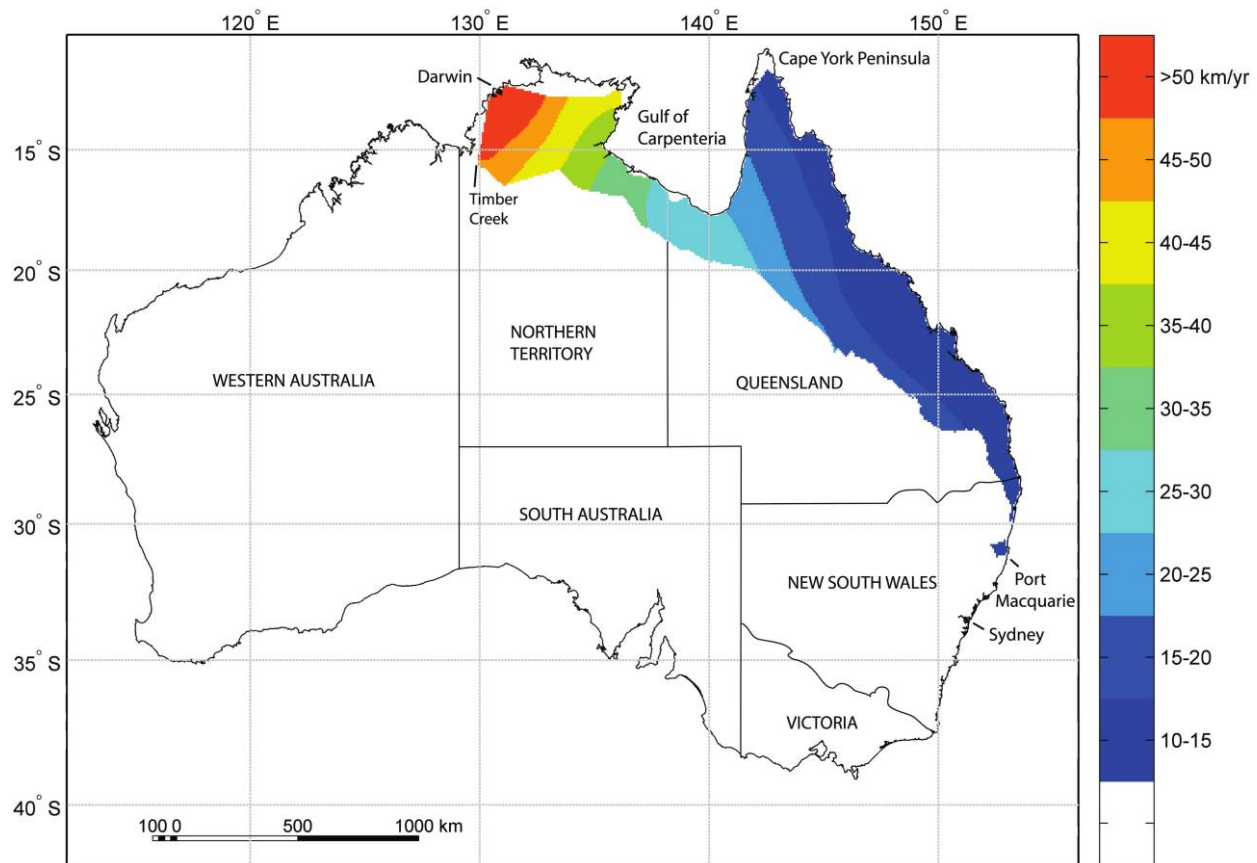 120° E
130° E
140° E
150° E
Cape York Peninsula
Darwin
>50 km/yr
Gulf of
Carpenteria
45-50
15° S
Timber
Creek
40-45
20° S
35-40
NORTHERN
TERRITORY
WESTERN AUSTRALIA
QUEENSLAND
25° S
30-35
25-30
SOUTH AUSTRALIA
30° S
20-25
NEW SOUTH WALES
Port
Macquarie
Sydney
15-20
35° S
VICTORIA
10-15
40° S
100 0 500 1000 km